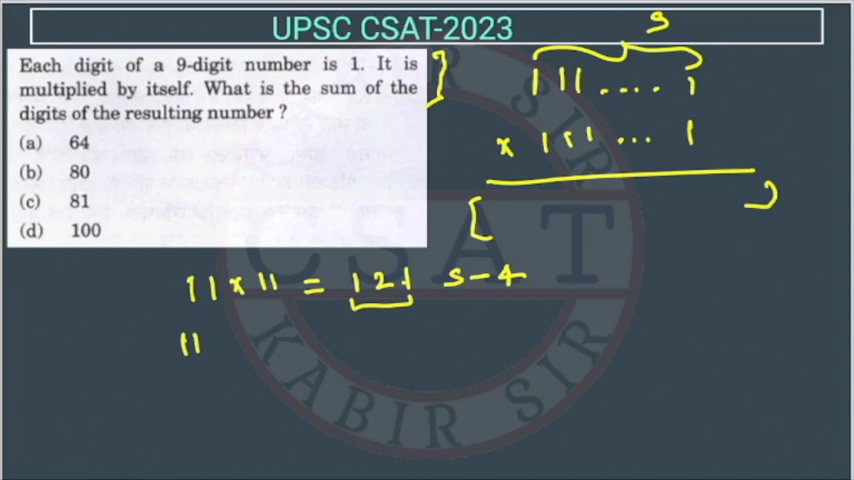 UPSC CSAT-2023
Each digit of a 9-digit number is 1. It is
multiplied by itself. What is the sum of the
digits of the resulting number ?
(a) 64
(b) 80
(c) 81
(d) 100
9
111.....1
x 111...1
11x11 = 121 S-4
11
CSAT
KABIR SIR